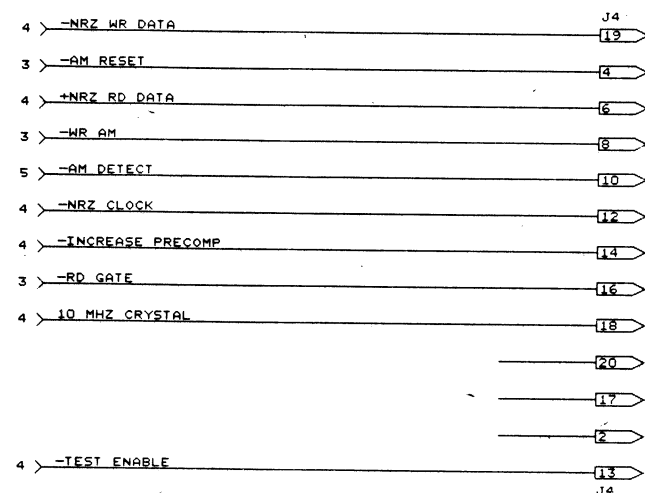 J4
4 -NRZ WR DATA 19
3 -AM RESET 4
4 +NRZ RD DATA 6
3 -WR AM 8
5 -AM DETECT 10
4 -NRZ CLOCK 12
4 -INCREASE PRECOMP 14
3 -RD GATE 16
4 10 MHZ CRYSTAL 18
20
17
2
4 -TEST ENABLE 13
J4